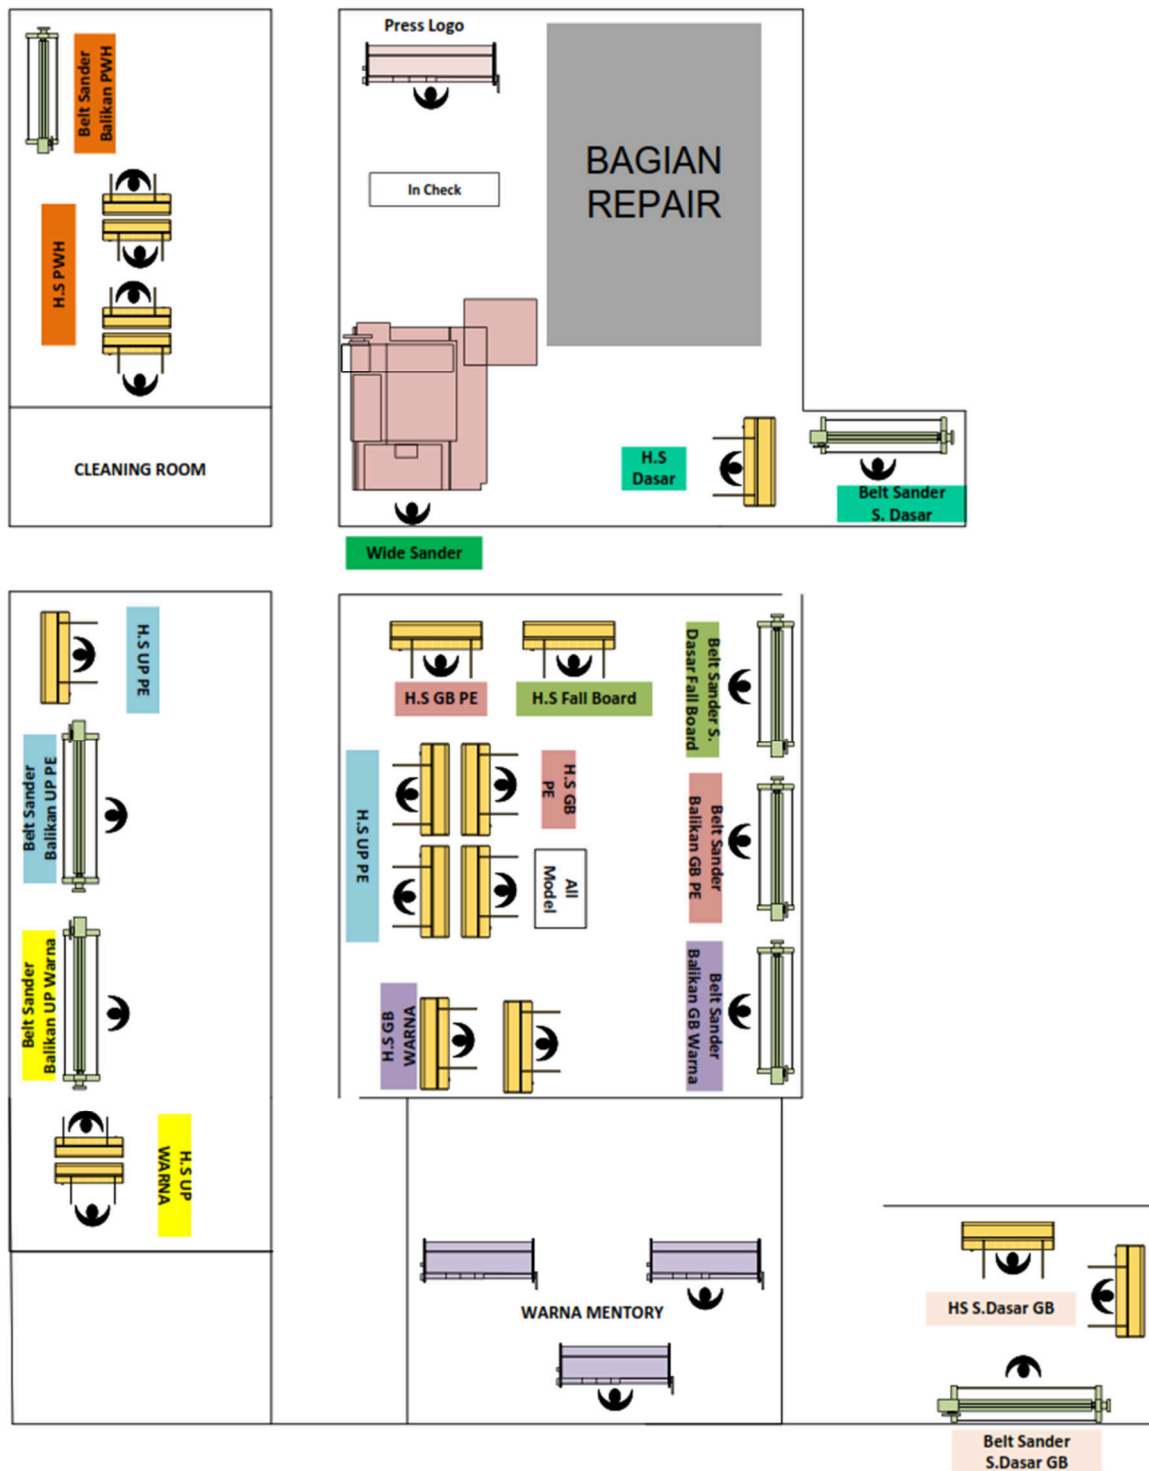 Press Logo
Belt Sander
Balikan PWH
BAGIAN
REPAIR
In Check
H.S PWH
CLEANING ROOM
H.S
Dasar
Belt Sander
S. Dasar
Wide Sander
H.S UP PE
H.S GB PE
H.S Fall Board
Belt Sander S.
Dasar Fall Board
Belt Sander
Balikan UP PE
H.S UP PE
H.S GB
PE
Belt Sander
Balikan GB PE
All
Model
Belt Sander
Balikan UP Warna
H.S GB
WARNA
Belt Sander
Balikan GB Warna
H.S UP
WARNA
WARNA MENTORY
HS S.Dasar GB
Belt Sander
S.Dasar GB